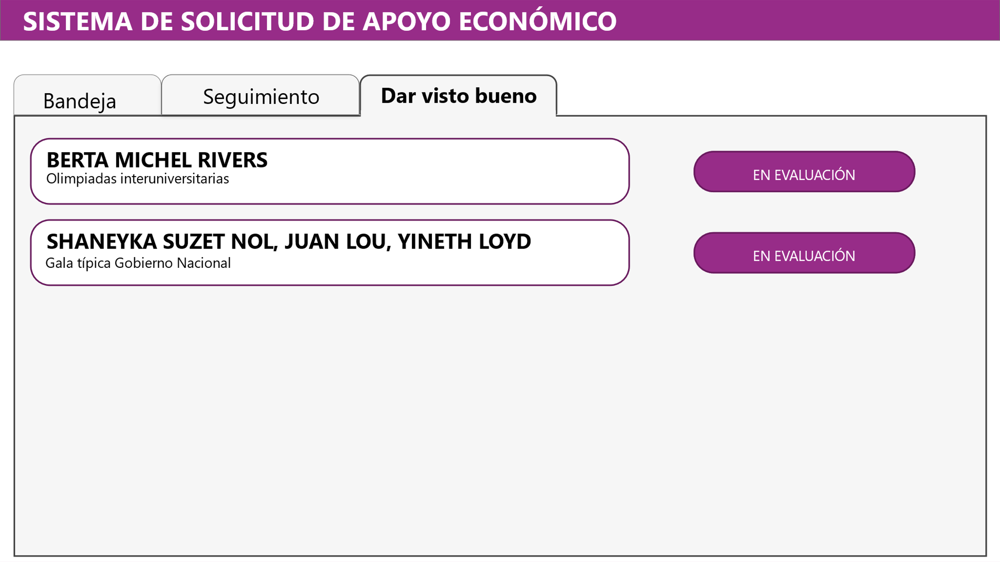 SISTEMA DE SOLICITUD DE APOYO ECONÓMICO
Bandeja
Seguimiento
Dar visto bueno
BERTA MICHEL RIVERS
Olimpiadas interuniversitarias
EN EVALUACIÓN
SHANEYKA SUZET NOL, JUAN LOU, YINETH LOYD
Gala típica Gobierno Nacional
EN EVALUACIÓN